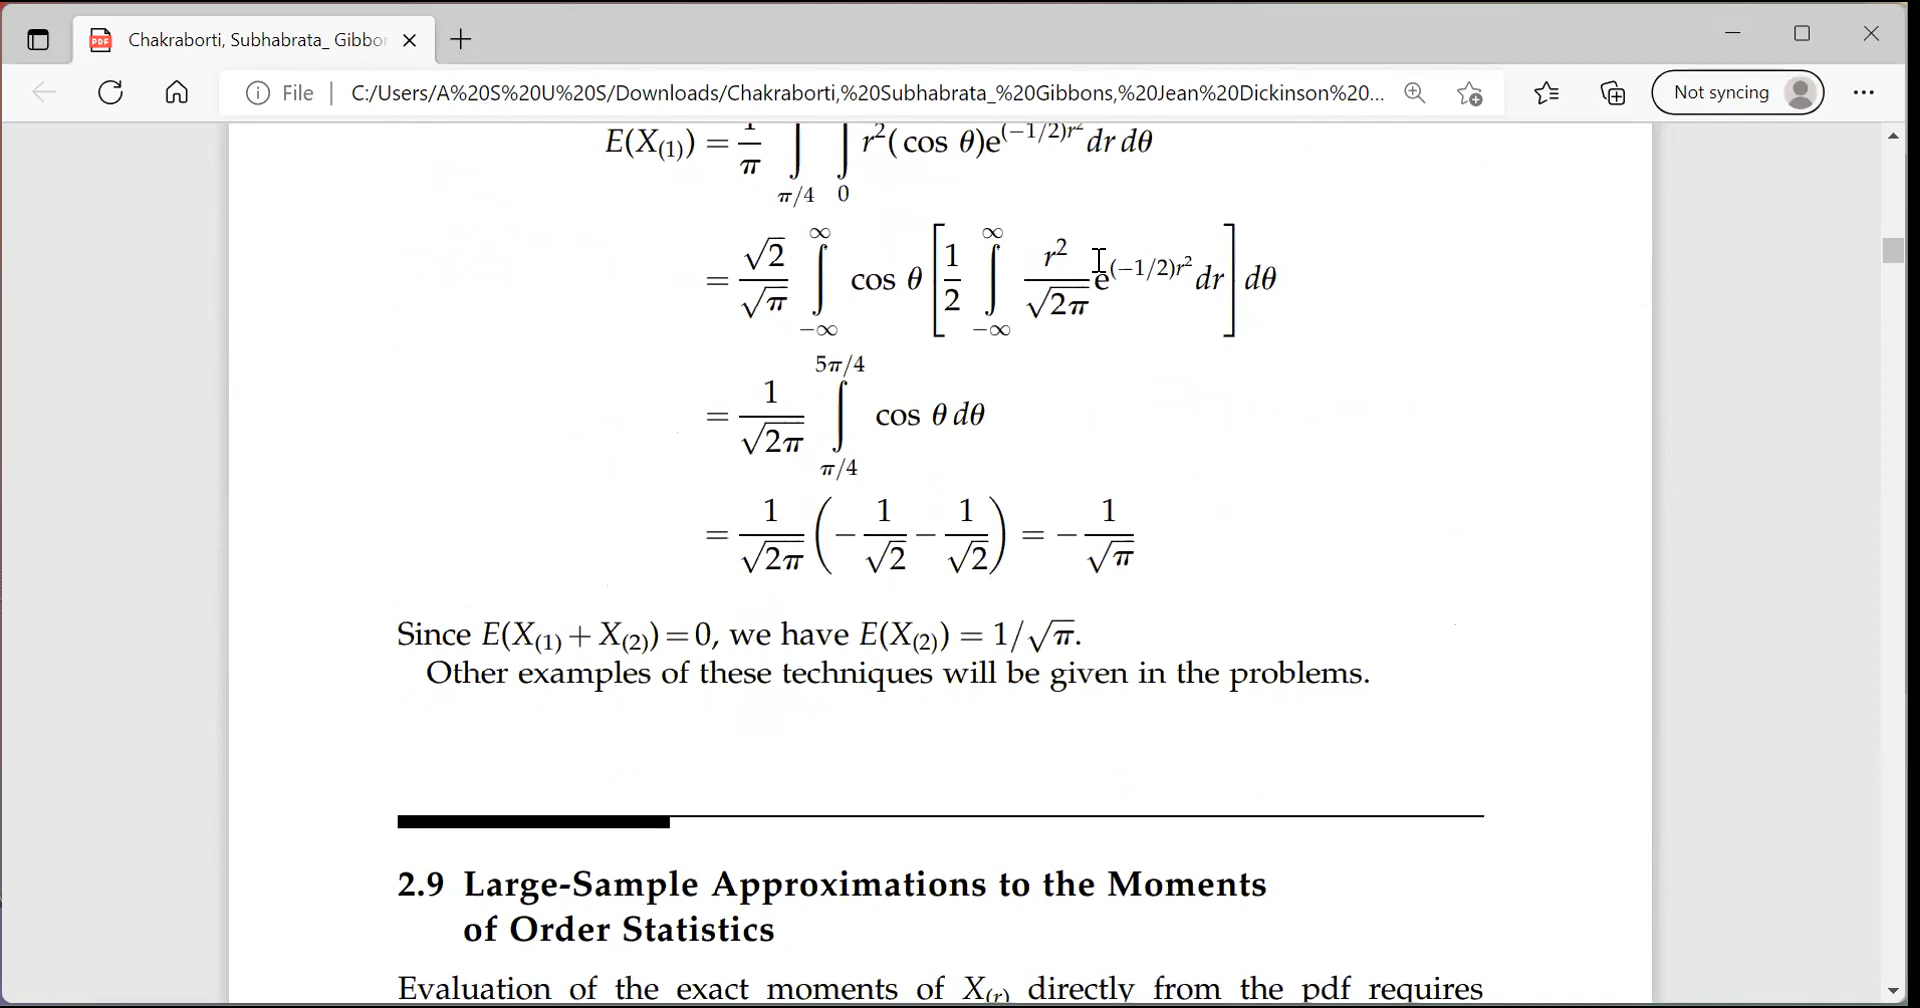 Chakraborti, Subhabrata_ Gibbo
File | C:/Users/A%20S%20U%20S/Downloads/Chakraborti,%20Subhabrata_%20Gibbons,%20Jean%20Dickinson%20... Not syncing
E(X₍₁₎) = 1/π ∫_{π/4} ∫_0 r²(cos θ)e^{(−1/2)r²} dr dθ
= √2/√π ∫_{−∞}^{∞} cos θ [1/2 ∫_{−∞}^{∞} r²/√2π e^{(−1/2)r²} dr] dθ
= 1/√2π ∫_{π/4}^{5π/4} cos θ dθ
= 1/√2π (− 1/√2 − 1/√2) = − 1/√π
Since E(X₍₁₎ + X₍₂₎) = 0, we have E(X₍₂₎) = 1/√π.
Other examples of these techniques will be given in the problems.
2.9 Large-Sample Approximations to the Moments
of Order Statistics
Evaluation of the exact moments of X₍ᵣ₎ directly from the pdf requires